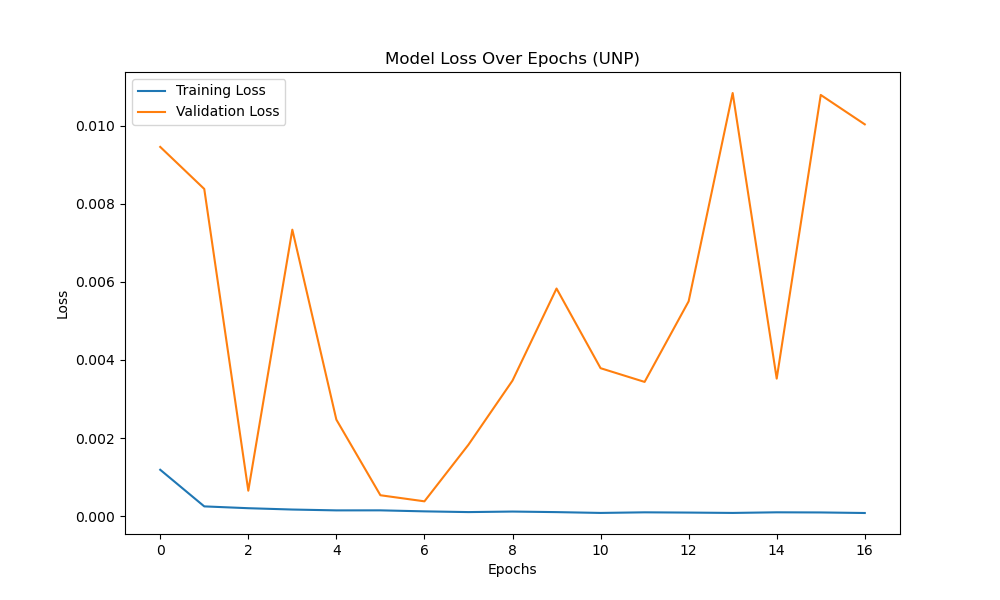 Model Loss Over Epochs (UNP)
Training Loss
Validation Loss
0.010
0.008
0.006
0.004
0.002
0.000
Loss
0 2 4 6 8 10 12 14 16
Epochs